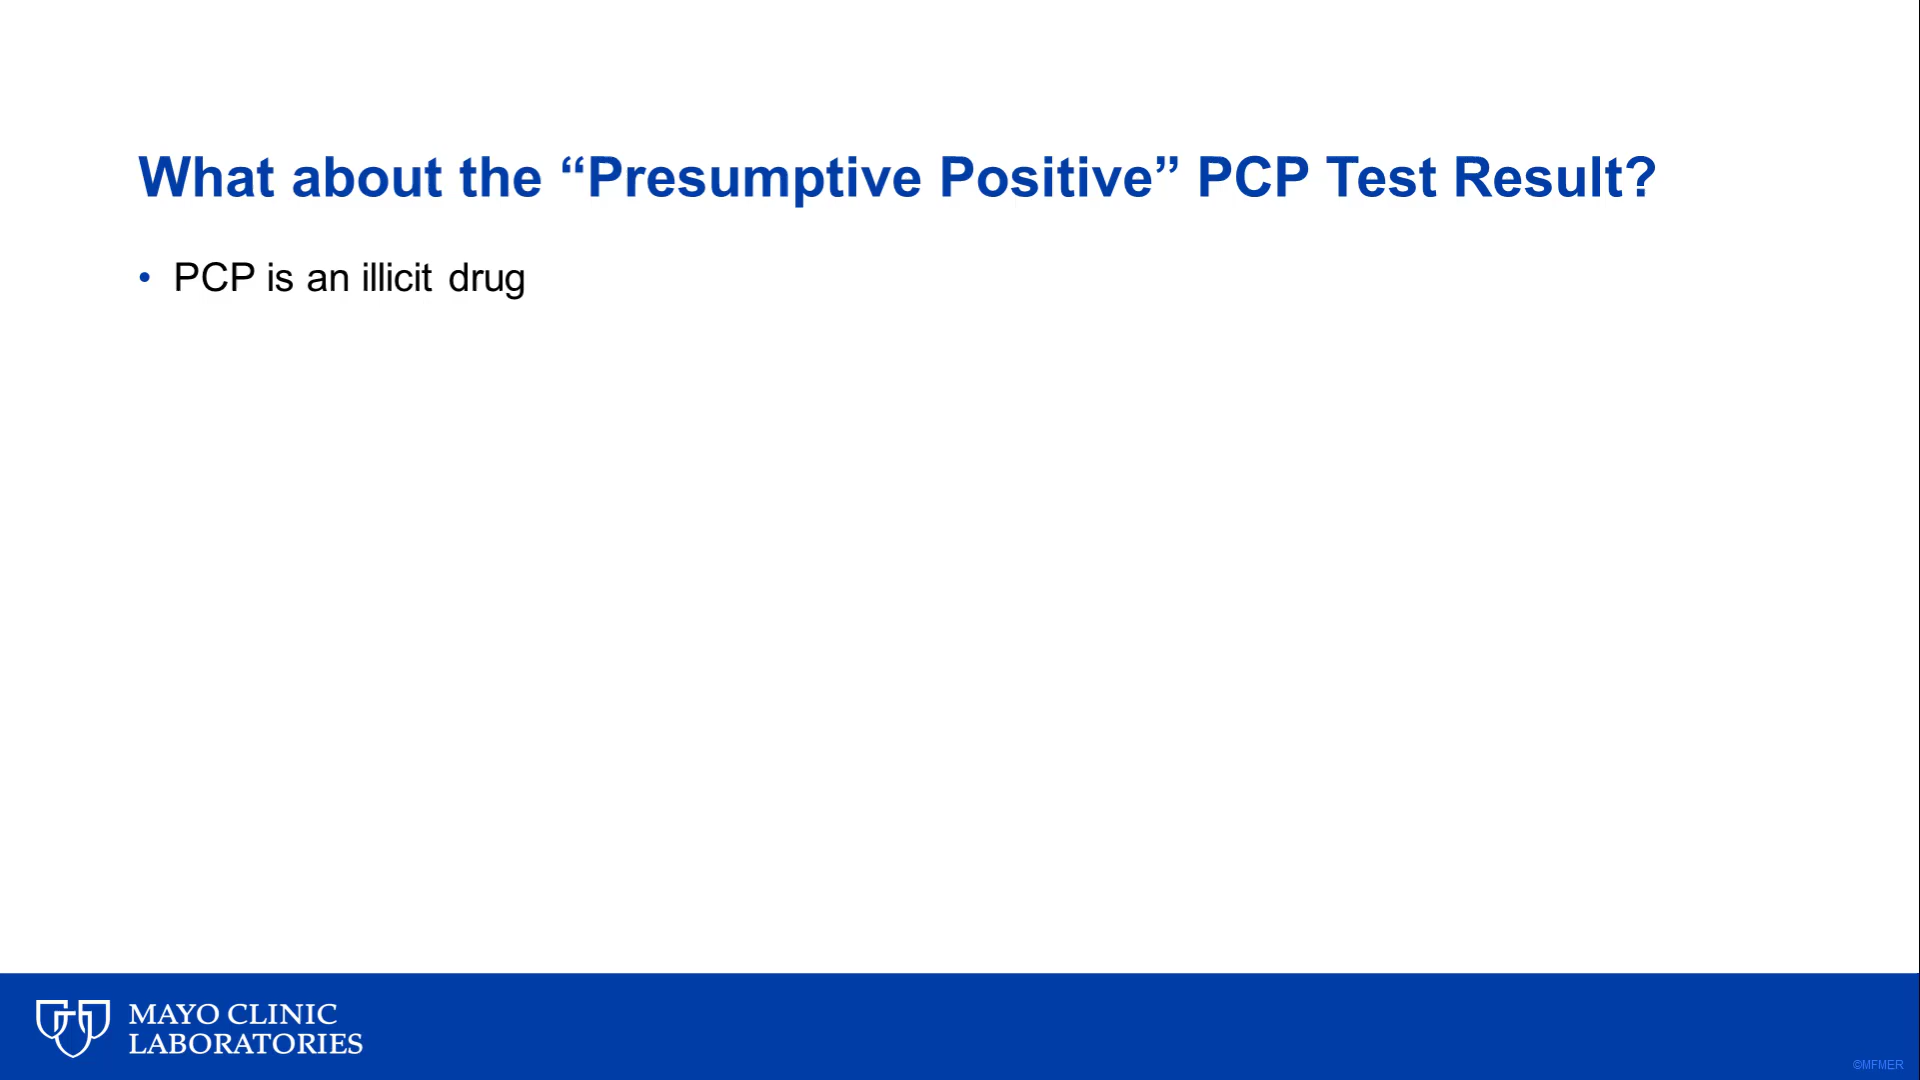 What about the “Presumptive Positive” PCP Test Result?
• PCP is an illicit drug
MAYO CLINIC
LABORATORIES
©MFMER